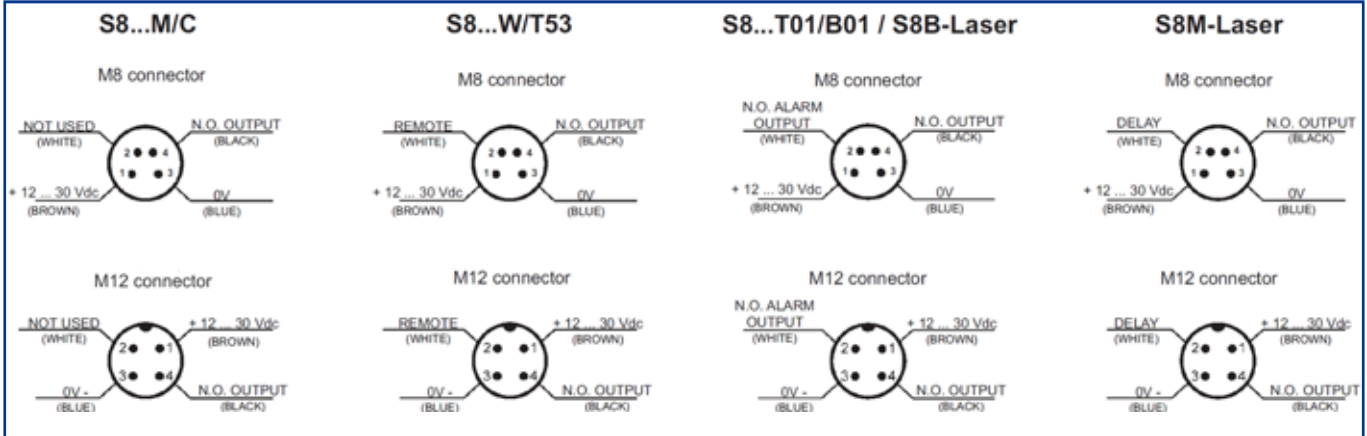 S8...M/C
M8 connector
NOT USED
(WHITE)
N.O. OUTPUT
(BLACK)
2 4
1 3
+ 12 ... 30 Vdc
(BROWN)
0V
(BLUE)
M12 connector
NOT USED
(WHITE)
+ 12 ... 30 Vdc
(BROWN)
2 1
3 4
0V -
(BLUE)
N.O. OUTPUT
(BLACK)
S8...W/T53
M8 connector
REMOTE
(WHITE)
N.O. OUTPUT
(BLACK)
2 4
1 3
+ 12 ... 30 Vdc
(BROWN)
0V
(BLUE)
M12 connector
REMOTE
(WHITE)
+ 12 ... 30 Vdc
(BROWN)
2 1
3 4
0V -
(BLUE)
N.O. OUTPUT
(BLACK)
S8...T01/B01 / S8B-Laser
M8 connector
N.O. ALARM
OUTPUT
(WHITE)
N.O. OUTPUT
(BLACK)
2 4
1 3
+ 12 ... 30 Vdc
(BROWN)
0V
(BLUE)
M12 connector
N.O. ALARM
OUTPUT
(WHITE)
+ 12 ... 30 Vdc
(BROWN)
2 1
3 4
0V -
(BLUE)
N.O. OUTPUT
(BLACK)
S8M-Laser
M8 connector
DELAY
(WHITE)
N.O. OUTPUT
(BLACK)
2 4
1 3
+ 12 ... 30 Vdc
(BROWN)
0V
(BLUE)
M12 connector
DELAY
(WHITE)
+ 12 ... 30 Vdc
(BROWN)
2 1
3 4
0V -
(BLUE)
N.O. OUTPUT
(BLACK)